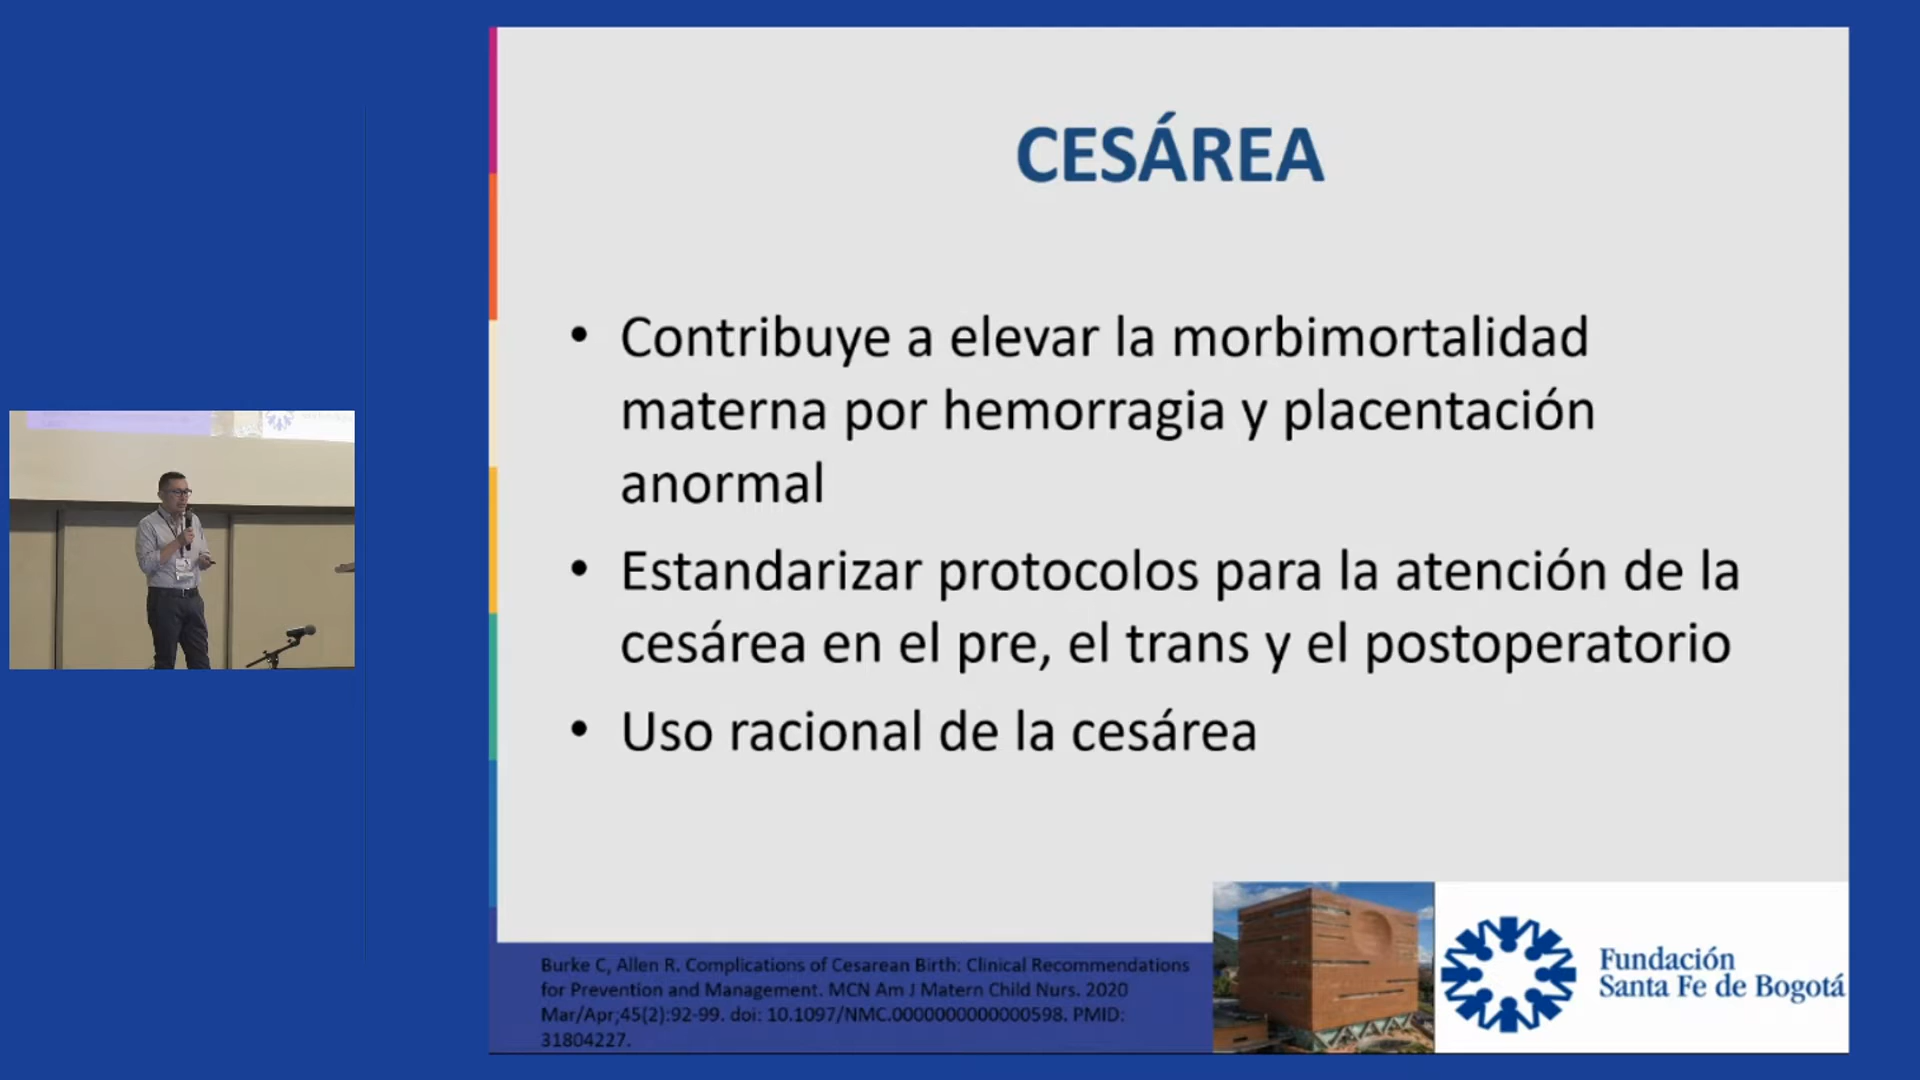 CESÁREA
• Contribuye a elevar la morbimortalidad
materna por hemorragia y placentación
anormal
• Estandarizar protocolos para la atención de la
cesárea en el pre, el trans y el postoperatorio
• Uso racional de la cesárea
Burke C, Allen R. Complications of Cesarean Birth: Clinical Recommendations
for Prevention and Management. MCN Am J Matern Child Nurs. 2020
Mar/Apr;45(2):92-99. doi: 10.1097/NMC.0000000000000598. PMID:
31804227.
Fundación
Santa Fe de Bogotá